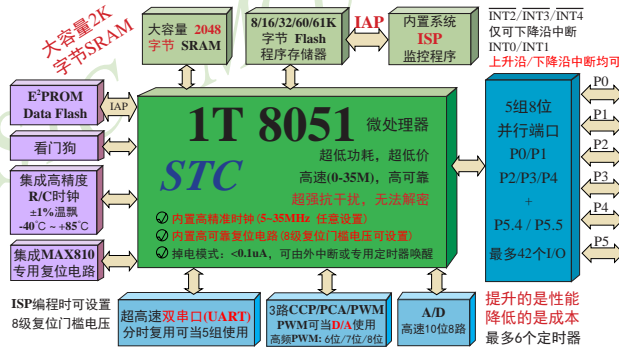 大容量2K
字节SRAM
大容量 2048
字节 SRAM
8/16/32/60/61K
字节 Flash
程序存储器
IAP
内置系统
ISP
监控程序
INT2/INT3/INT4
仅可下降沿中断
INT0/INT1
上升沿/下降沿中断均可
E²PROM
Data Flash
IAP
看门狗
集成高精度
R/C时钟
±1%温飘
-40℃ ~ +85℃
集成MAX810
专用复位电路
ISP编程时可设置
8级复位门槛电压
1T 8051 微处理器
STC
超低功耗，超低价
高速(0-35M)，高可靠
超强抗干扰，无法解密
内置高精准时钟(5~35MHz 任意设置)
内置高可靠复位电路(8级复位门槛电压可设置)
掉电模式：<0.1uA，可由外中断或专用定时器唤醒
5组8位
并行端口
P0/P1
P2/P3/P4
+
P5.4 / P5.5
最多42个I/O
P0
P1
P2
P3
P4
P5
超高速双串口(UART)
分时复用可当5组使用
3路CCP/PCA/PWM
PWM可当D/A使用
高频PWM: 6位/7位/8位
A/D
高速10位8路
提升的是性能
降低的是成本
最多6个定时器